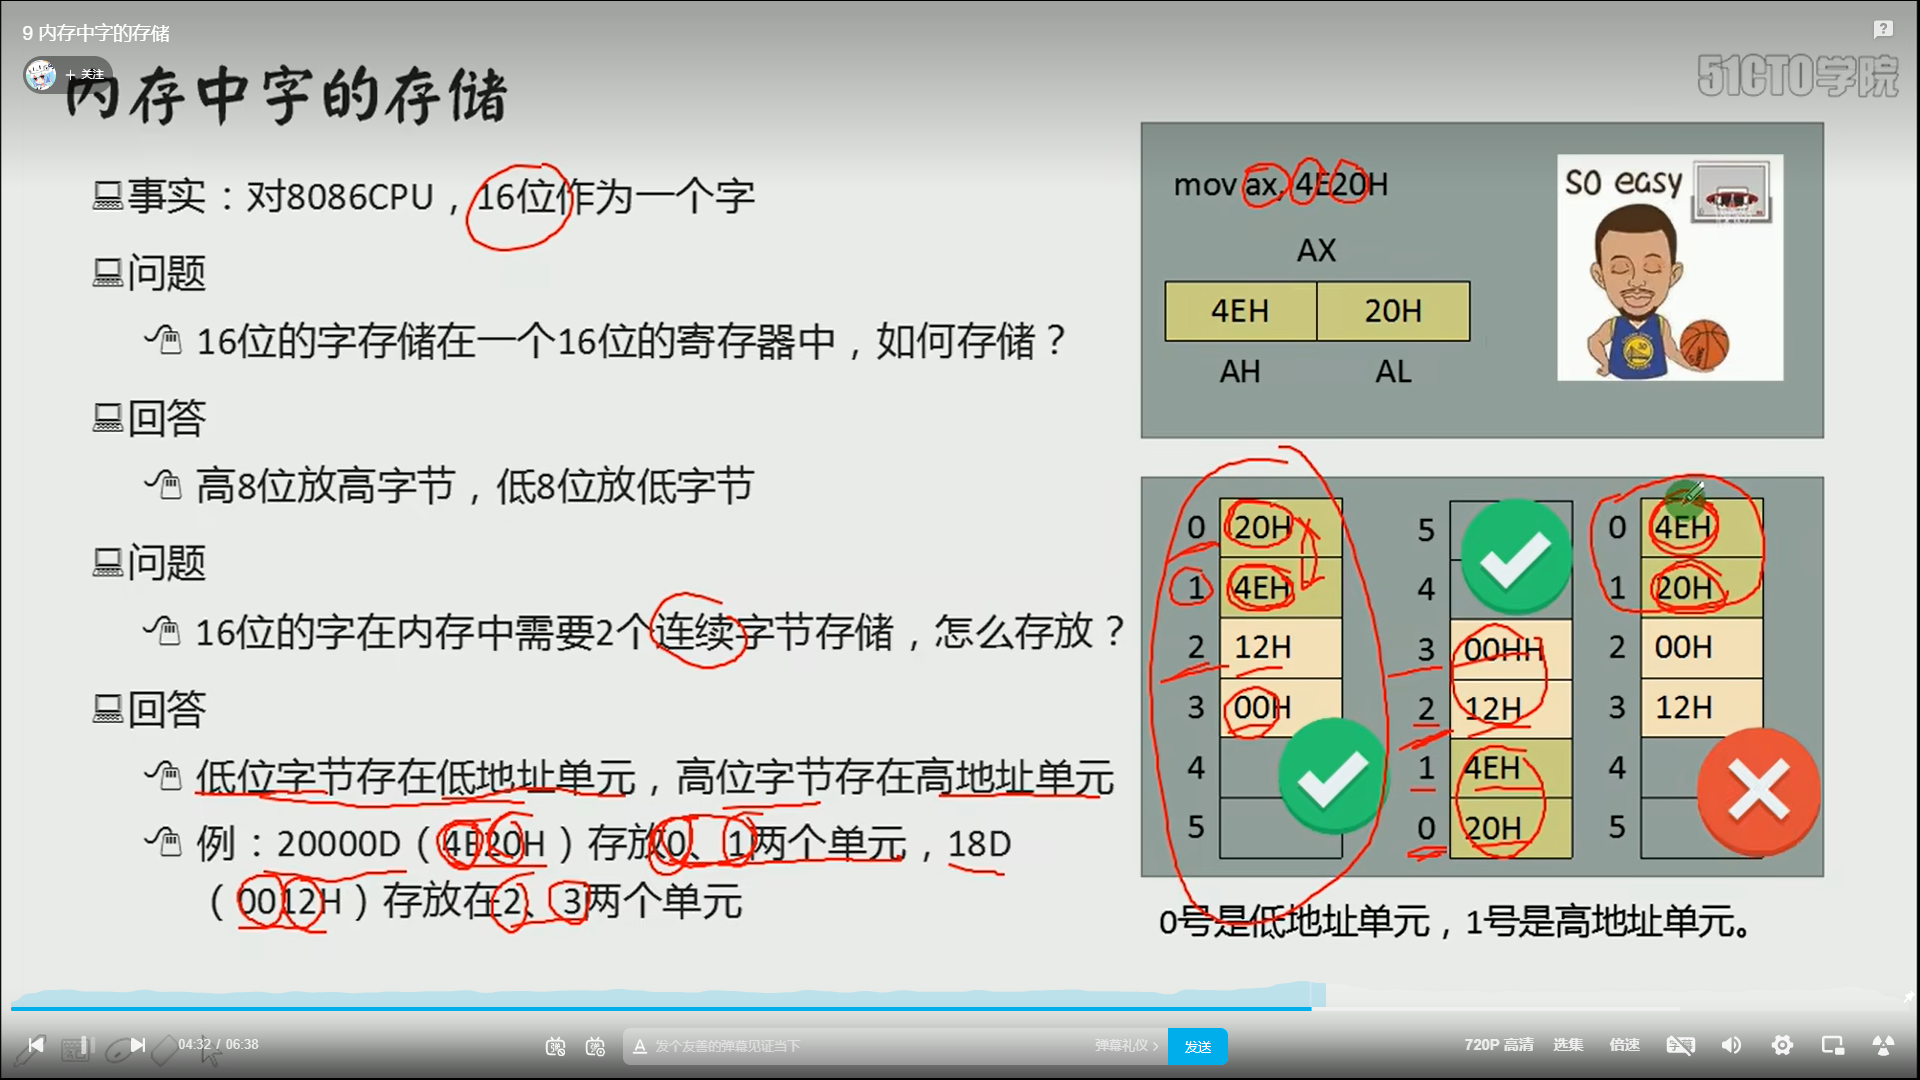 9 内存中字的存储
+ 关注
51CTO学院
内存中字的存储
事实：对8086CPU，16位作为一个字
问题
16位的字存储在一个16位的寄存器中，如何存储？
回答
高8位放高字节，低8位放低字节
问题
16位的字在内存中需要2个连续字节存储，怎么存放？
回答
低位字节存在低地址单元，高位字节存在高地址单元
例：20000D（4E20H）存放0、1两个单元，18D
（0012H）存放在2、3两个单元
mov ax, 4E20H
AX
4EH 20H
AH AL
SO easy
0 20H
1 4EH
2 12H
3 00H
4
5
5
4
3 00HH
2 12H
1 4EH
0 20H
0 4EH
1 20H
2 00H
3 12H
4
5
0号是低地址单元，1号是高地址单元。
04:32 / 06:38
发个友善的弹幕见证当下
弹幕礼仪 >
发送
720P 高清
选集
倍速